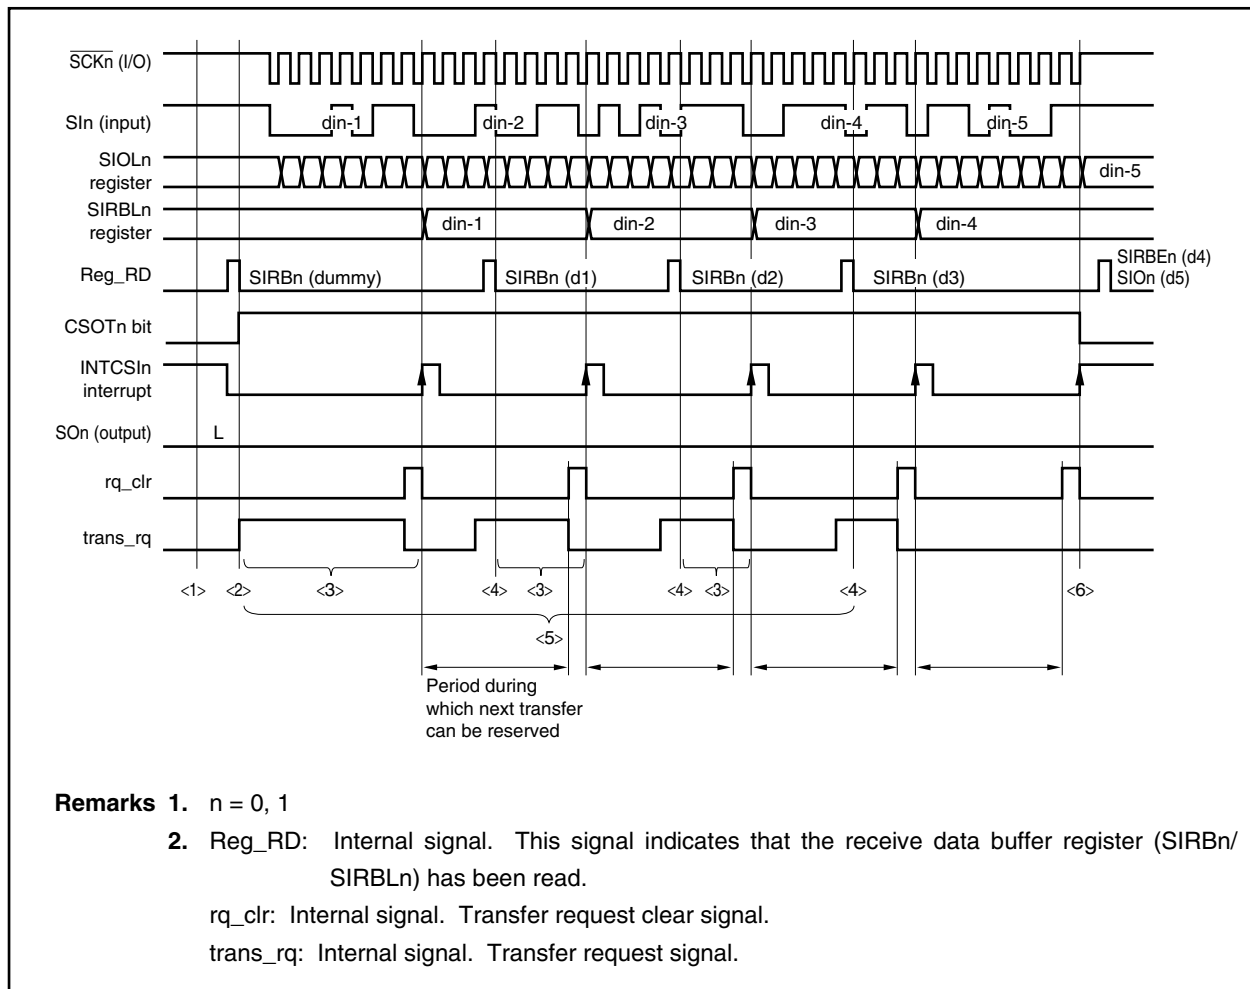 SCKn (I/O)
SIn (input)
din-1 din-2 din-3 din-4 din-5
SIOLn
register
din-5
SIRBLn
register
din-1 din-2 din-3 din-4
Reg_RD
SIRBn (dummy) SIRBn (d1) SIRBn (d2) SIRBn (d3)
SIRBEn (d4)
SIOn (d5)
CSOTn bit
INTCSIn
interrupt
SOn (output) L
rq_clr
trans_rq
<1> <2> <3> <4> <3> <4> <3> <4> <6>
<5>
Period during
which next transfer
can be reserved
Remarks 1. n = 0, 1
2. Reg_RD: Internal signal. This signal indicates that the receive data buffer register (SIRBn/
SIRBLn) has been read.
rq_clr: Internal signal. Transfer request clear signal.
trans_rq: Internal signal. Transfer request signal.